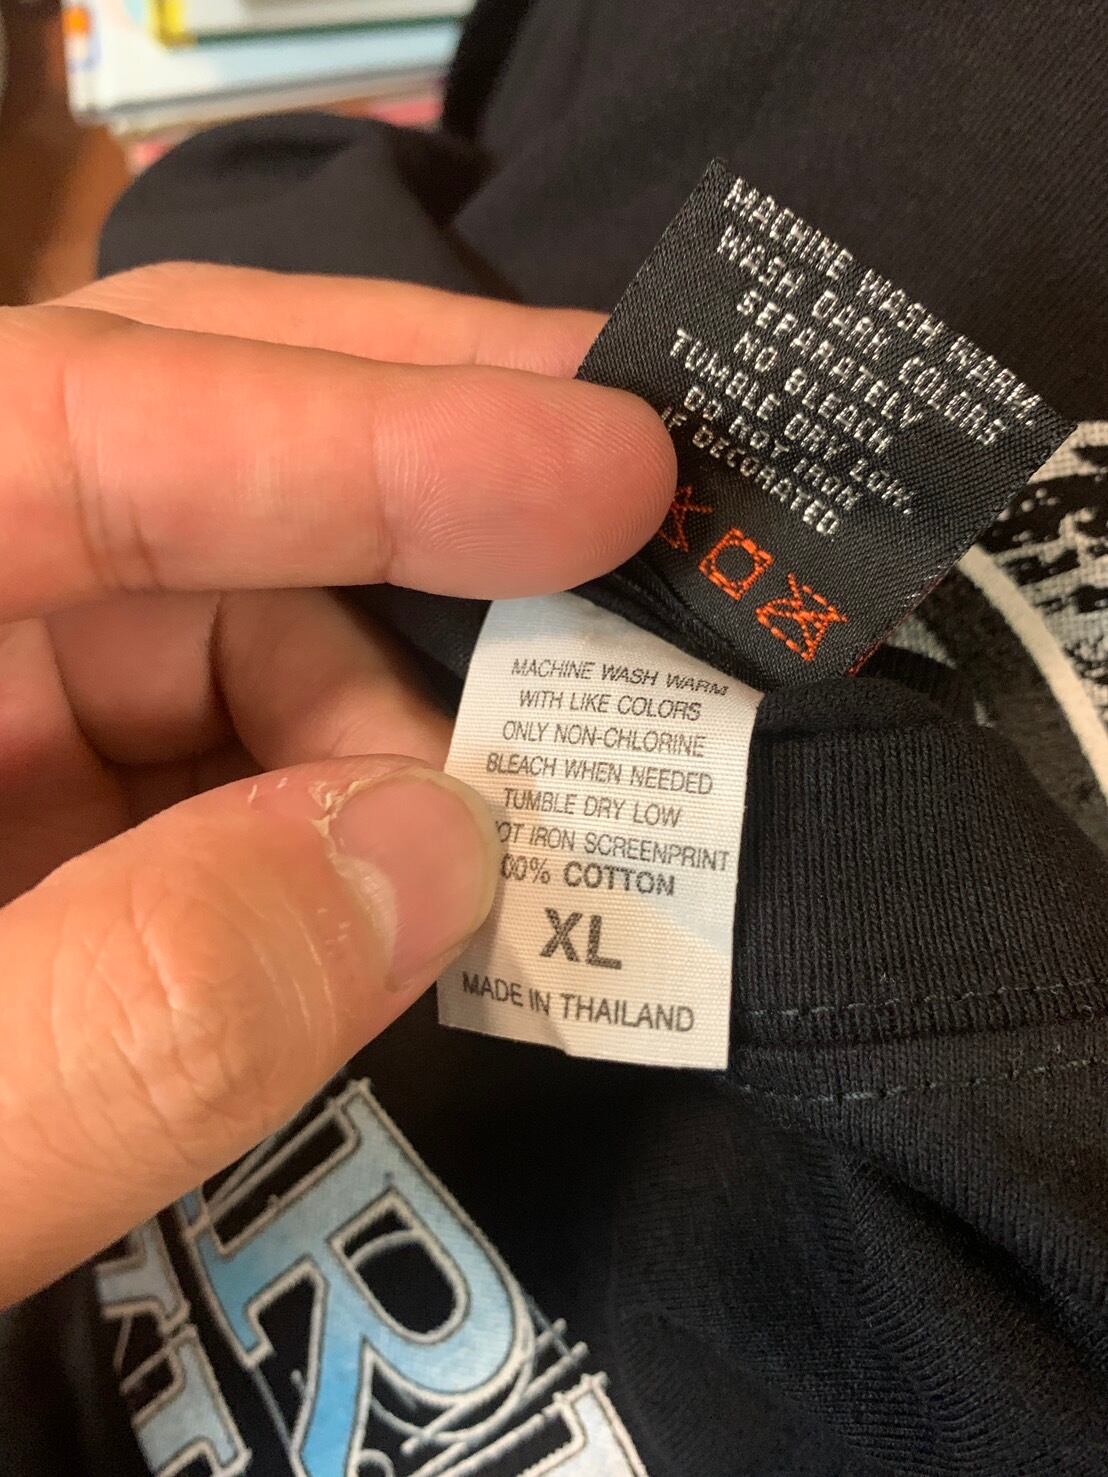 MACHINE WASH WARM
WASH DARK COLORS
SEPARATELY
NO BLEACH
TUMBLE DRY LOW.
DO NOT IRON
IF DECORATED
MACHINE WASH WARM
WITH LIKE COLORS
ONLY NON-CHLORINE
BLEACH WHEN NEEDED
TUMBLE DRY LOW
OT IRON SCREENPRINT
00% COTTON
XL
MADE IN THAILAND